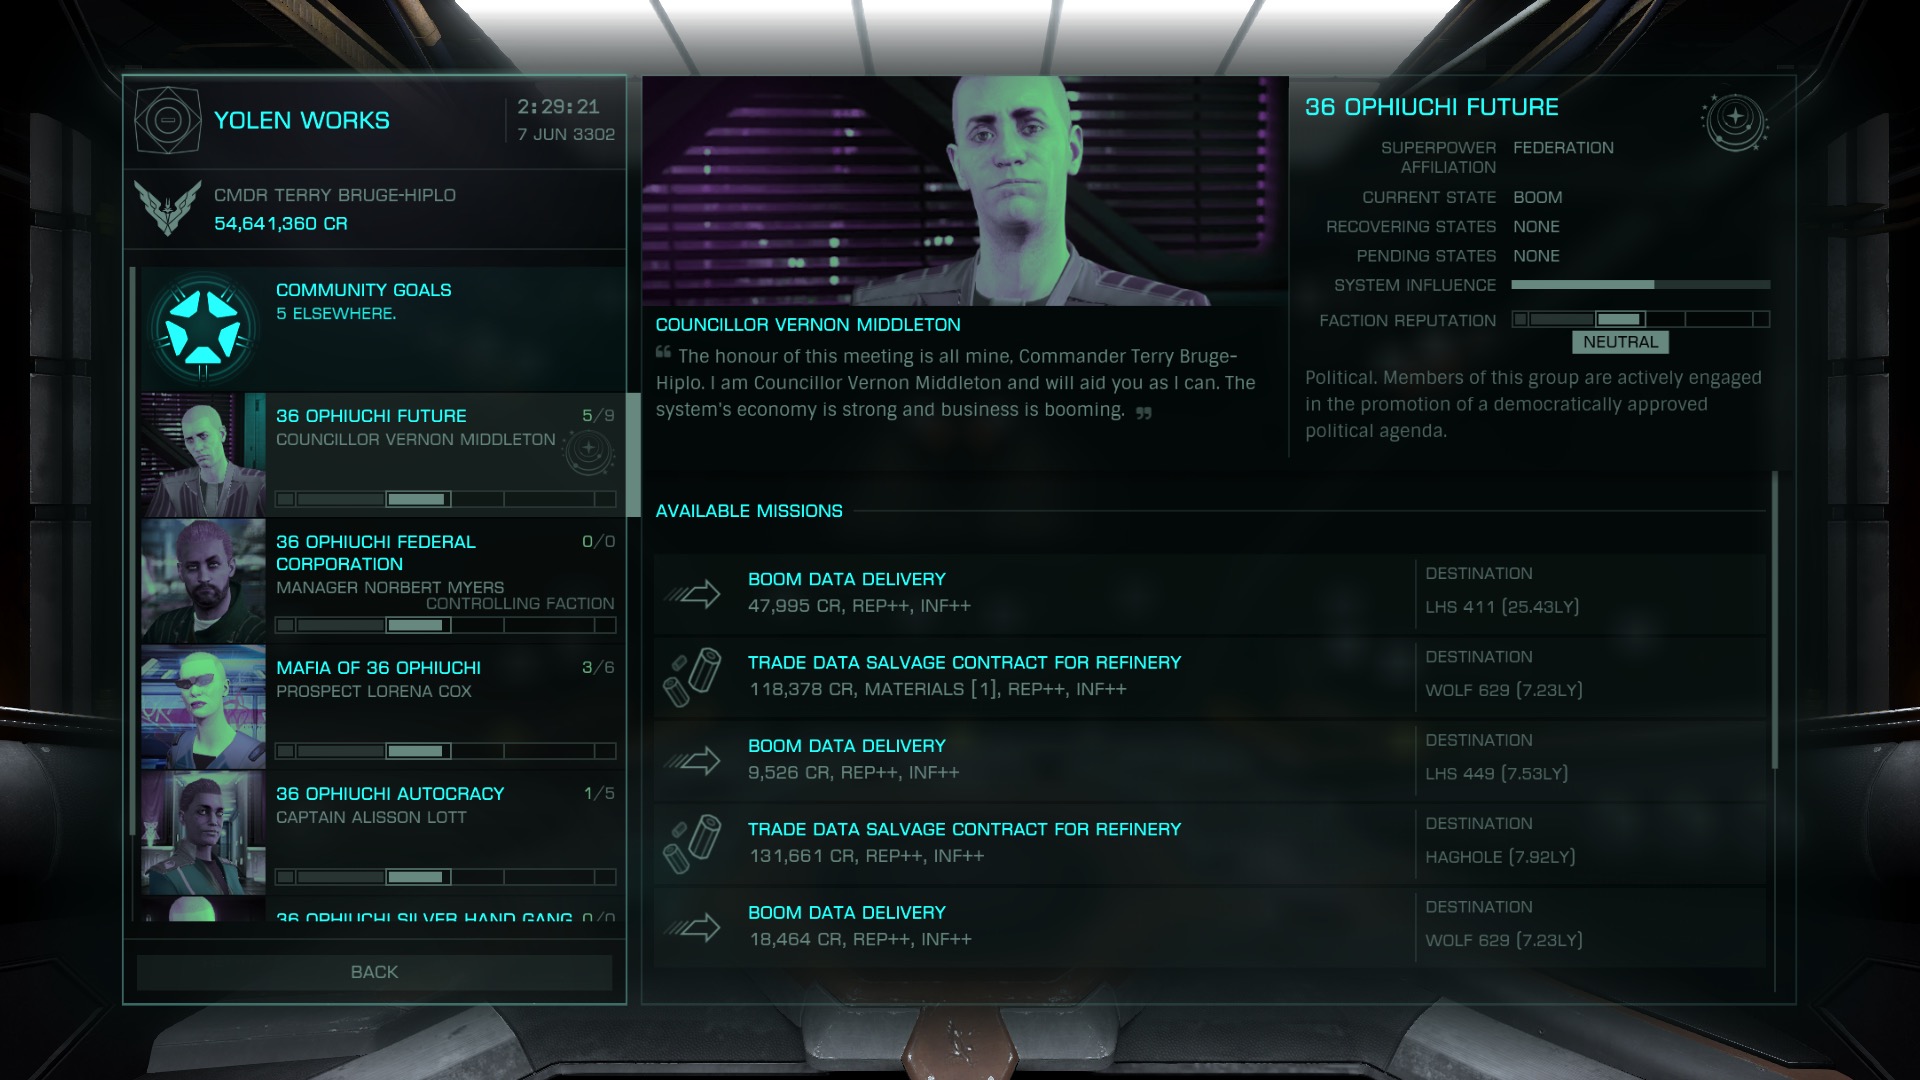 YOLEN WORKS
2:29:21
7 JUN 3302
CMDR TERRY BRUGE-HIPLO
54,641,360 CR
COMMUNITY GOALS
5 ELSEWHERE.
36 OPHIUCHI FUTURE 5/9
COUNCILLOR VERNON MIDDLETON
36 OPHIUCHI FEDERAL 0/0
CORPORATION
MANAGER NORBERT MYERS
CONTROLLING FACTION
MAFIA OF 36 OPHIUCHI 3/6
PROSPECT LORENA COX
36 OPHIUCHI AUTOCRACY 1/5
CAPTAIN ALISSON LOTT
36 OPHIUCHI SILVER HAND GANG 0/0
BACK
COUNCILLOR VERNON MIDDLETON
“ The honour of this meeting is all mine, Commander Terry Bruge-
Hiplo. I am Councillor Vernon Middleton and will aid you as I can. The
system's economy is strong and business is booming. ”
36 OPHIUCHI FUTURE
SUPERPOWER FEDERATION
AFFILIATION
CURRENT STATE BOOM
RECOVERING STATES NONE
PENDING STATES NONE
SYSTEM INFLUENCE
FACTION REPUTATION
NEUTRAL
Political. Members of this group are actively engaged
in the promotion of a democratically approved
political agenda.
AVAILABLE MISSIONS
BOOM DATA DELIVERY
47,995 CR, REP++, INF++
DESTINATION
LHS 411 (25.43LY)
TRADE DATA SALVAGE CONTRACT FOR REFINERY
118,378 CR, MATERIALS [1], REP++, INF++
DESTINATION
WOLF 629 (7.23LY)
BOOM DATA DELIVERY
9,526 CR, REP++, INF++
DESTINATION
LHS 449 (7.53LY)
TRADE DATA SALVAGE CONTRACT FOR REFINERY
131,661 CR, REP++, INF++
DESTINATION
HAGHOLE (7.92LY)
BOOM DATA DELIVERY
18,464 CR, REP++, INF++
DESTINATION
WOLF 629 (7.23LY)